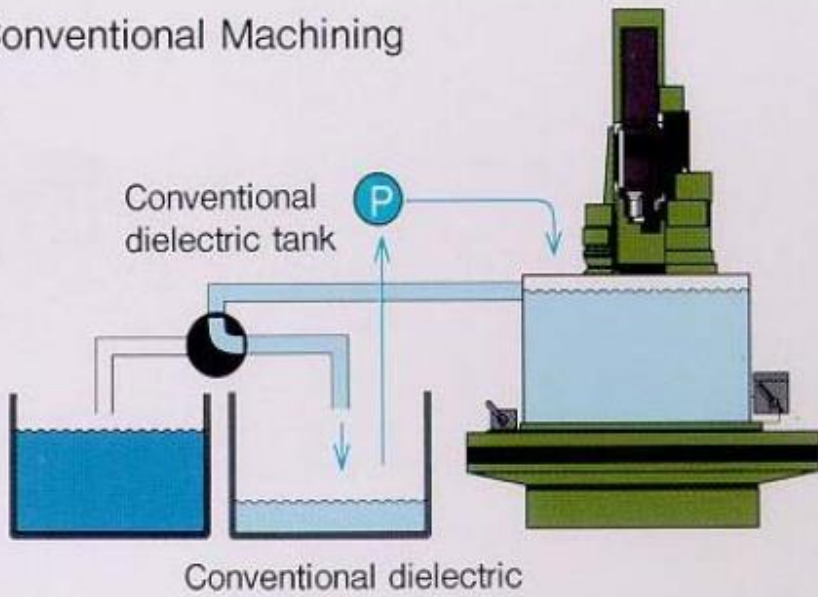 onventional Machining
Conventional
dielectric tank
P
Conventional dielectric